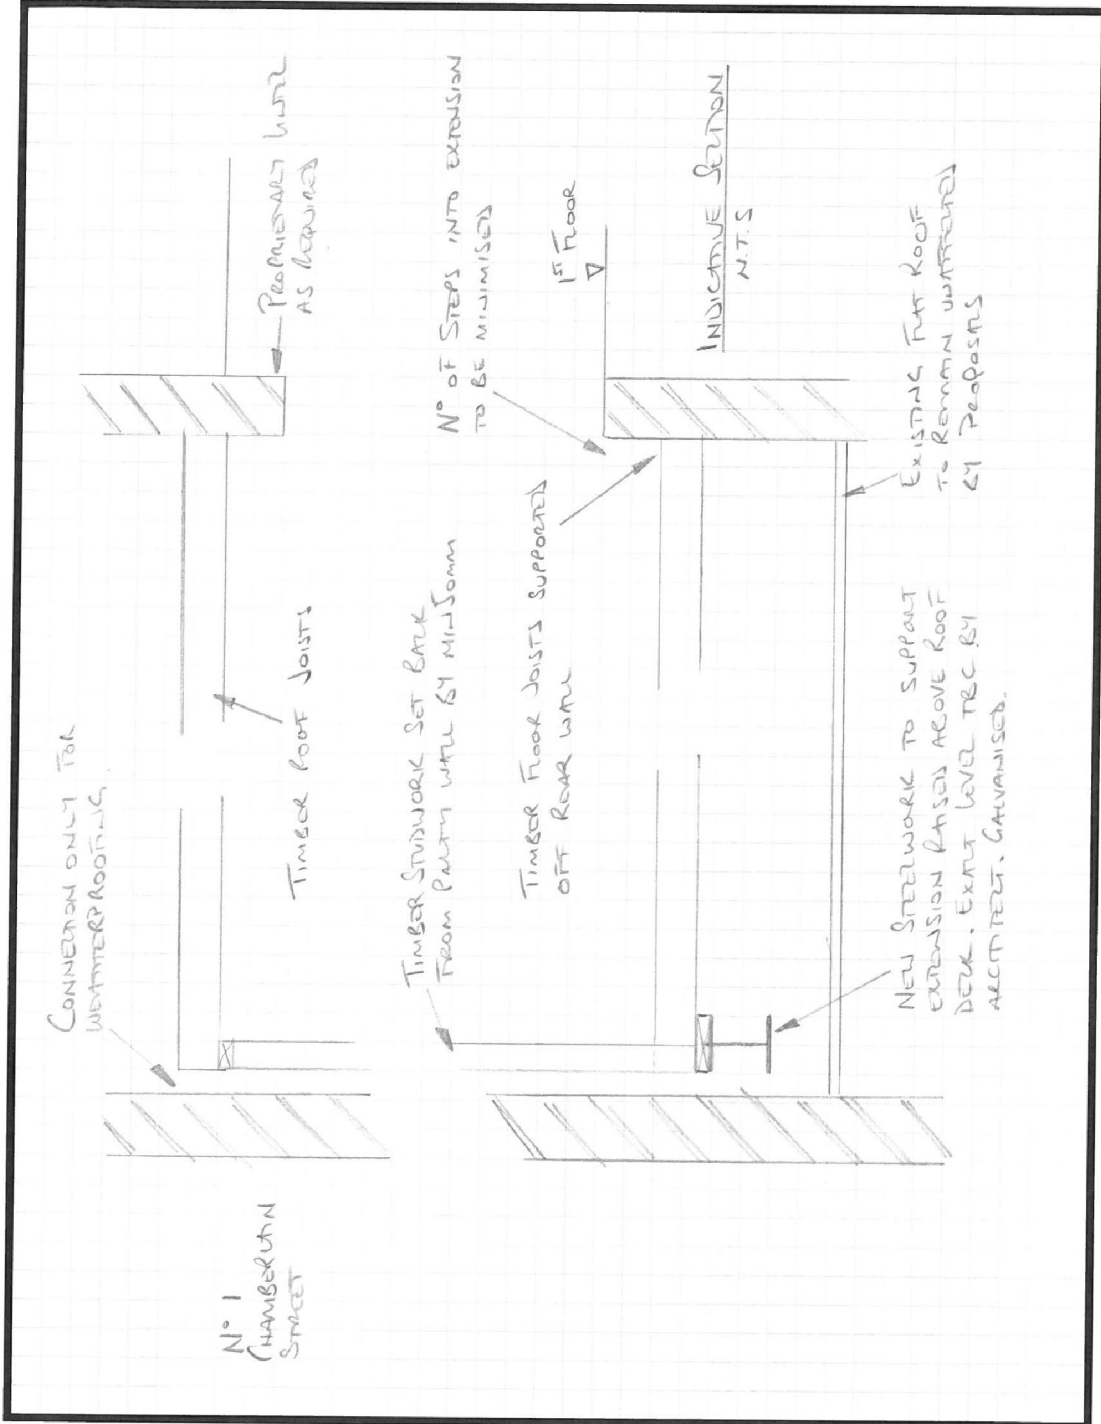 CONNECTION ONLY FOR
WEATHERPROOFING.
PROPRIETARY LINTEL
AS REQUIRED
TIMBER ROOF JOISTS
N° 1
CHAMBERLAIN
STREET
TIMBER STUDWORK SET BACK
FROM PARTY WALL BY MIN 50mm
N° OF STEPS INTO EXTENSION
TO BE MINIMISED
TIMBER FLOOR JOISTS SUPPORTED
OFF REAR WALL
1ST FLOOR
INDICTIVE SECTION
N.T.S
NEW STEELWORK TO SUPPORT
EXTENSION RAISED ABOVE ROOF
DECK. EXACT LEVEL TBC BY
ARCITECT. GALVANISED.
EXISTING FLAT ROOF
TO REMAIN UNAFFECTED
BY PROPOSALS